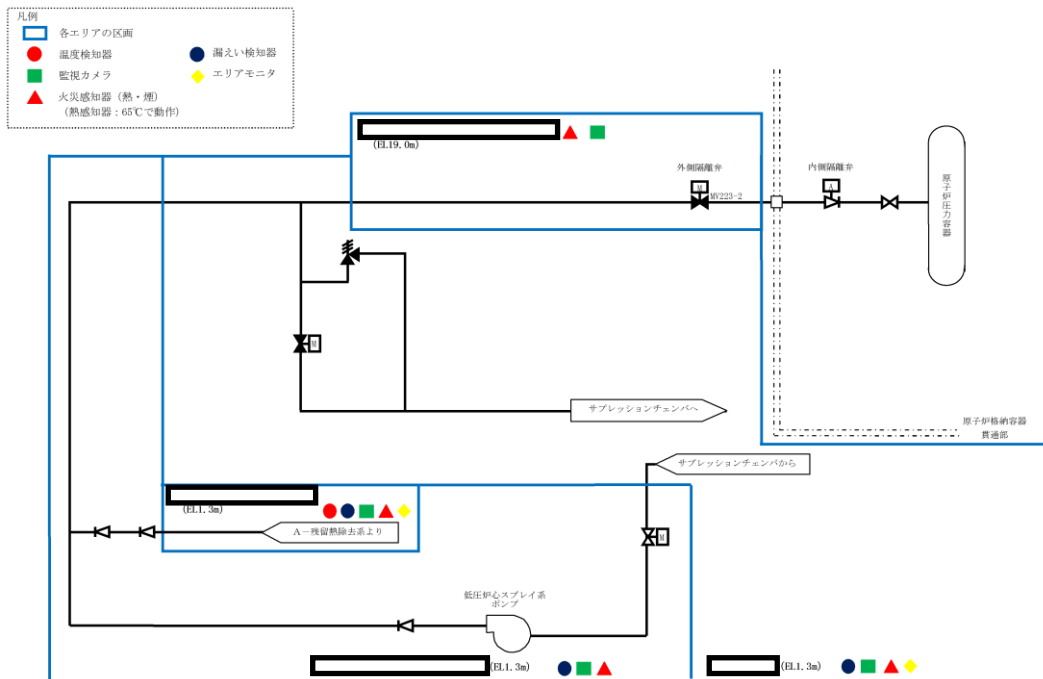 凡例
各エリアの区画
温度検知器
漏えい検知器
監視カメラ
エリアモニタ
火災感知器（熱・煙）
（熱感知器：65℃で動作）
(EL19.0m)
外側隔離弁
内側隔離弁
M
MV223-2
A
原子炉圧力容器
M
サプレッションチェンバへ
原子炉格納容器
貫通部
サプレッションチェンバから
(EL1.3m)
A－残留熱除去系より
M
低圧炉心スプレイ系
ポンプ
(EL1.3m)
(EL1.3m)